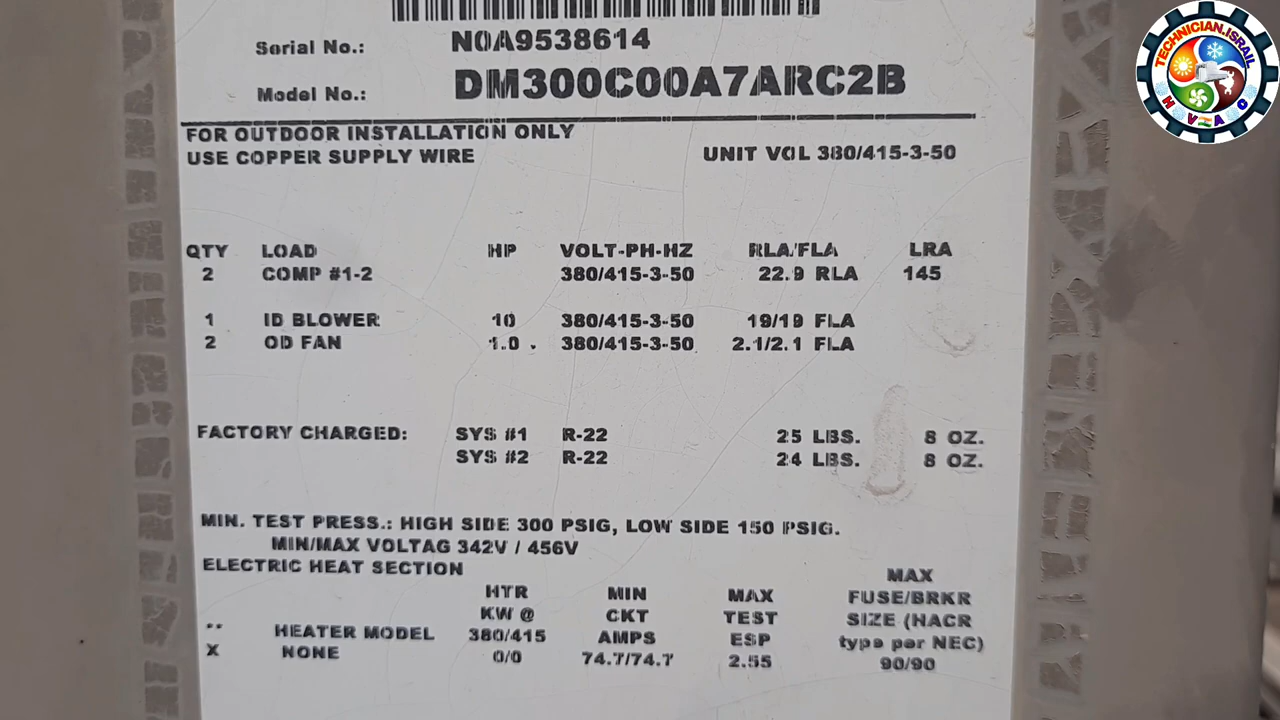 Serial No.: N0A9538614
Model No.: DM300C00A7ARC2B
FOR OUTDOOR INSTALLATION ONLY
USE COPPER SUPPLY WIRE UNIT VOL 380/415-3-50
QTY LOAD HP VOLT-PH-HZ RLA/FLA LRA
2 COMP #1-2 380/415-3-50 22.9 RLA 145
1 ID BLOWER 10 380/415-3-50 19/19 FLA
2 OD FAN 1.0 . 380/415-3-50 2.1/2.1 FLA
FACTORY CHARGED: SYS #1 R-22 25 LBS. 8 OZ.
SYS #2 R-22 24 LBS. 8 OZ.
MIN. TEST PRESS.: HIGH SIDE 300 PSIG, LOW SIDE 150 PSIG.
MIN/MAX VOLTAG 342V / 456V
ELECTRIC HEAT SECTION
MAX
HTR MIN MAX FUSE/BRKR
KW @ CKT TEST SIZE (HACR
** HEATER MODEL 380/415 AMPS ESP type per NEC)
X NONE 0/0 74.7/74.7 2.55 90/90
TECHNICIAN.ISRAIL
HVAC